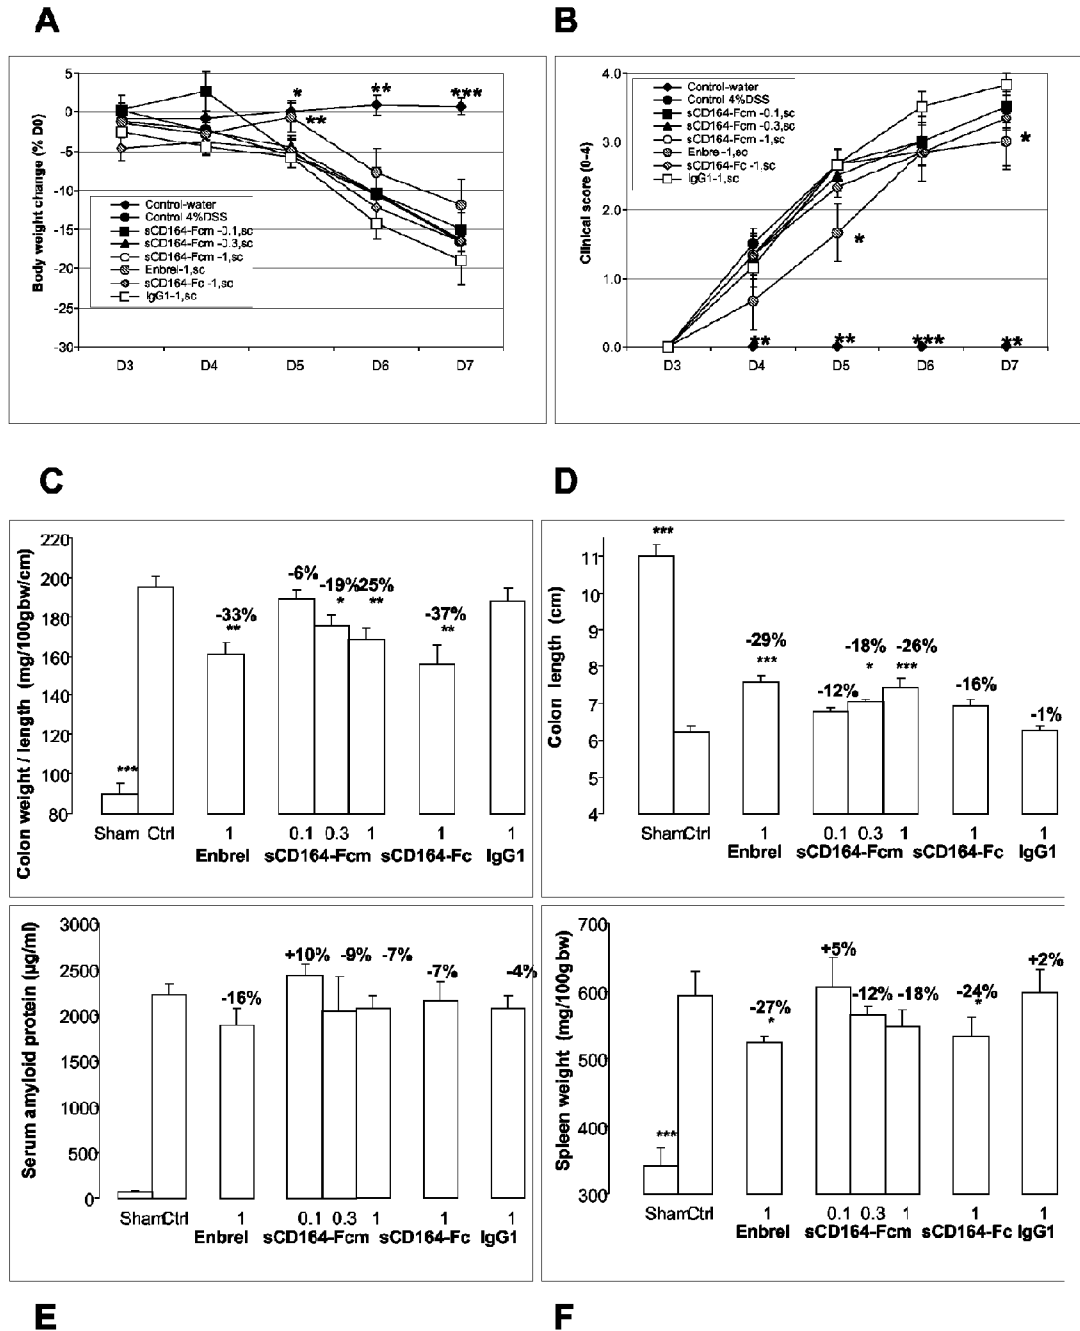 A
B
5
0
-5
-10
-15
-20
-25
-30
Body weight change (% D0)
*
**
**
***
Control-water
Control 4%DSS
sCD164-Fcm -0.1,sc
sCD164-Fcm -0.3,sc
sCD164-Fcm -1,sc
Enbrel-1,sc
sCD164-Fc -1,sc
IgG1-1,sc
D3 D4 D5 D6 D7
4.0
3.0
2.0
1.0
0.0
Clinical score (0-4)
Control-water
Control 4%DSS
sCD164-Fcm -0.1,sc
sCD164-Fcm -0.3,sc
sCD164-Fcm -1,sc
Enbrel-1,sc
sCD164-Fc -1,sc
IgG1-1,sc
*
*
** ** *** **
D3 D4 D5 D6 D7
C
D
220
200
180
160
140
120
100
80
Colon weight / length (mg/100gbw/cm)
***
-33%
**
-6%
-19%
*
-25%
**
-37%
**
Sham Ctrl 1 0.1 0.3 1 1 1
Enbrel sCD164-Fcm sCD164-Fc IgG1
11
10
9
8
7
6
5
4
Colon length (cm)
***
-29%
***
-12%
-18%
*
-26%
***
-16%
-1%
Sham Ctrl 1 0.1 0.3 1 1 1
Enbrel sCD164-Fcm sCD164-Fc IgG1
3000
2500
2000
1500
1000
500
0
Serum amyloid protein (µg/ml)
-16%
+10% -9% -7%
-7%
-4%
Sham Ctrl 1 0.1 0.3 1 1 1
Enbrel sCD164-Fcm sCD164-Fc IgG1
700
600
500
400
300
Spleen weight (mg/100gbw)
***
-27%
*
+5%
-12% -18%
-24%
*
+2%
Sham Ctrl 1 0.1 0.3 1 1 1
Enbrel sCD164-Fcm sCD164-Fc IgG1
E
F